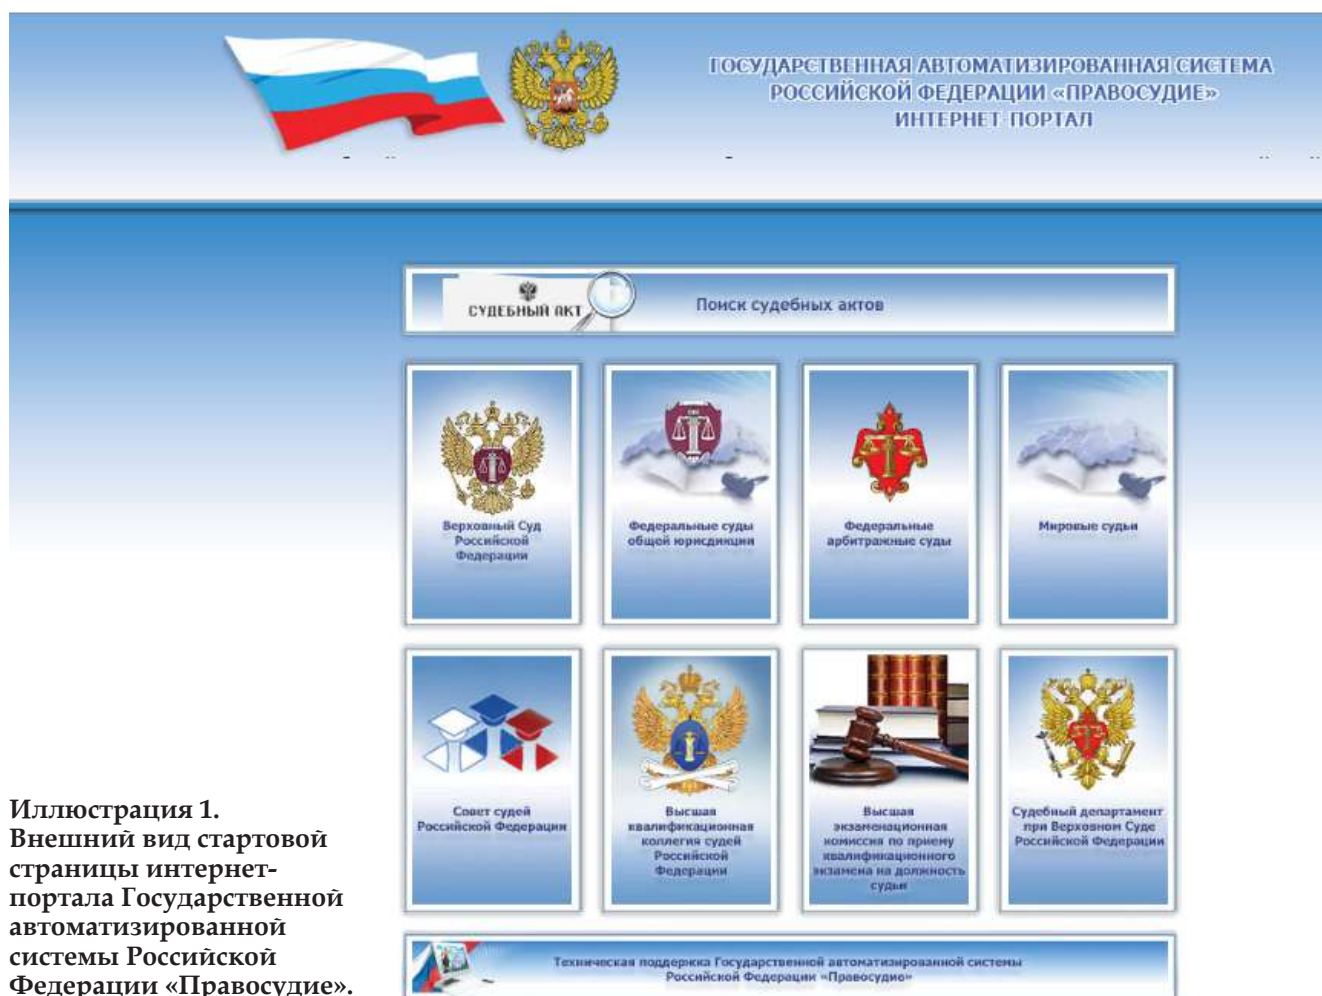 ГОСУДАРСТВЕННАЯ АВТОМАТИЗИРОВАННАЯ СИСТЕМА
РОССИЙСКОЙ ФЕДЕРАЦИИ «ПРАВОСУДИЕ»
ИНТЕРНЕТ-ПОРТАЛ
СУДЕБНЫЙ АКТ
Поиск судебных актов
Верховный Суд
Российской
Федерации
Федеральные суды
общей юрисдикции
Федеральные
арбитражные суды
Мировые судьи
Совет судей
Российской Федерации
Высшая
квалификационная
коллегия судей
Российской
Федерации
Высшая
экзаменационная
комиссия по приему
квалификационного
экзамена на должность
судьи
Судебный департамент
при Верховном Суде
Российской Федерации
Техническая поддержка Государственной автоматизированной системы
Российской Федерации «Правосудие»
Иллюстрация 1.
Внешний вид стартовой
страницы интернет-
портала Государственной
автоматизированной
системы Российской
Федерации «Правосудие».